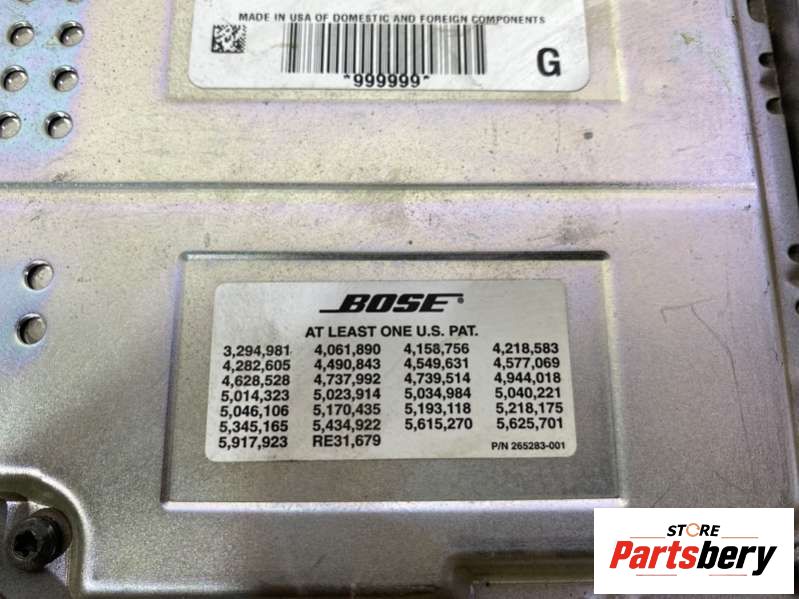 MADE IN USA OF DOMESTIC AND FOREIGN COMPONENTS
*999999*
G
BOSE®
AT LEAST ONE U.S. PAT.
3,294,981 4,061,890 4,158,756 4,218,583
4,282,605 4,490,843 4,549,631 4,577,069
4,628,528 4,737,992 4,739,514 4,944,018
5,014,323 5,023,914 5,034,984 5,040,221
5,046,106 5,170,435 5,193,118 5,218,175
5,345,165 5,434,922 5,615,270 5,625,701
5,917,923 RE31,679
P/N 265283-001
STORE
Partsbery